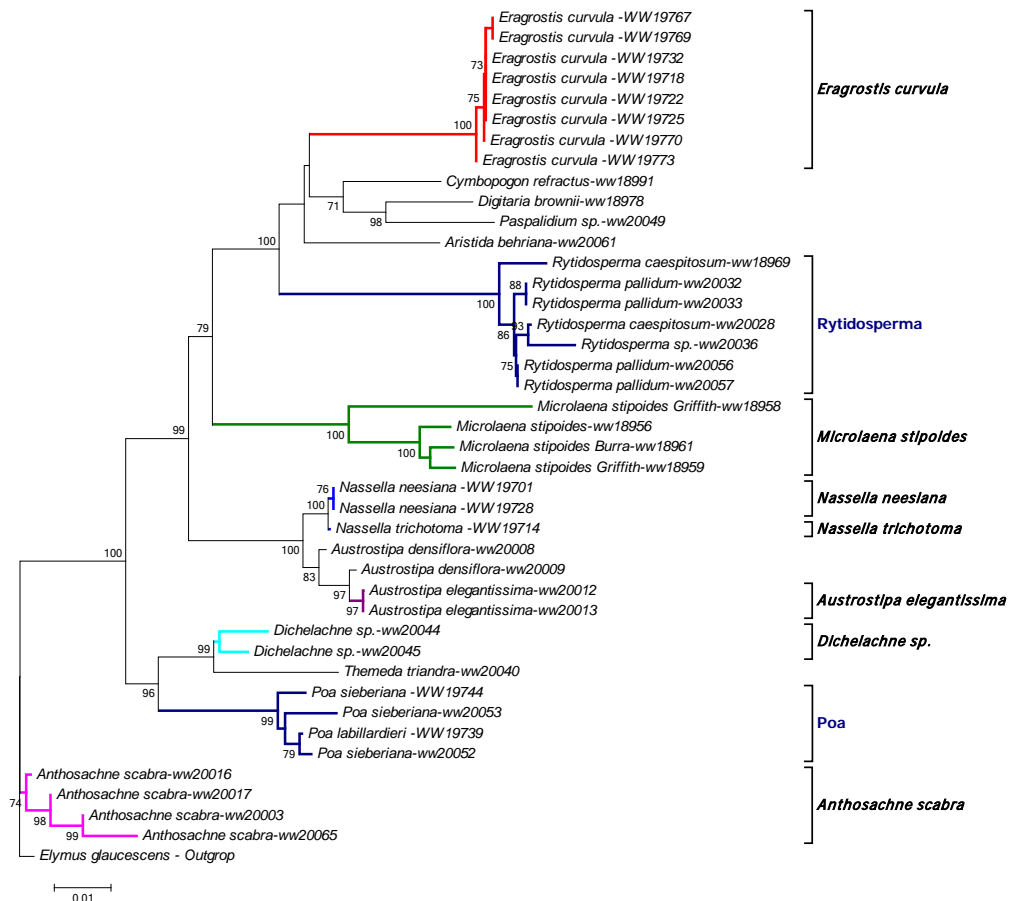 Eragrostis curvula -WW19767
Eragrostis curvula -WW19769
73
Eragrostis curvula -WW19732
Eragrostis curvula -WW19718
75
Eragrostis curvula -WW19722
Eragrostis curvula
Eragrostis curvula -WW19725
100
Eragrostis curvula -WW19770
Eragrostis curvula -WW19773
Cymbopogon refractus-ww18991
71
Digitaria brownii-ww18978
98
Paspalidium sp.-ww20049
100
Aristida behriana-ww20061
Rytidosperma caespitosum-ww18969
88
Rytidosperma pallidum-ww20032
100
Rytidosperma pallidum-ww20033
93
Rytidosperma caespitosum-ww20028
Rytidosperma
79
86
Rytidosperma sp.-ww20036
75
Rytidosperma pallidum-ww20056
Rytidosperma pallidum-ww20057
Microlaena stipoides Griffith-ww18958
100
Microlaena stipoides-ww18956
Microlaena stipoides
99
100
Microlaena stipoides Burra-ww18961
Microlaena stipoides Griffith-ww18959
76
Nassella neesiana -WW19701
Nassella neesiana
100
Nassella neesiana -WW19728
Nassella trichotoma -WW19714
Nassella trichotoma
100
Austrostipa densiflora-ww20008
100
83
Austrostipa densiflora-ww20009
97
Austrostipa elegantissima-ww20012
Austrostipa elegantissima
97
Austrostipa elegantissima-ww20013
Dichelachne sp.-ww20044
Dichelachne sp.
99
Dichelachne sp.-ww20045
Themeda triandra-ww20040
96
Poa sieberiana -WW19744
99
Poa sieberiana-ww20053
Poa
Poa labillardieri -WW19739
79
Poa sieberiana-ww20052
Anthosachne scabra-ww20016
74
Anthosachne scabra-ww20017
Anthosachne scabra
98
Anthosachne scabra-ww20003
99
Anthosachne scabra-ww20065
Elymus glaucescens - Outgrop
0.01